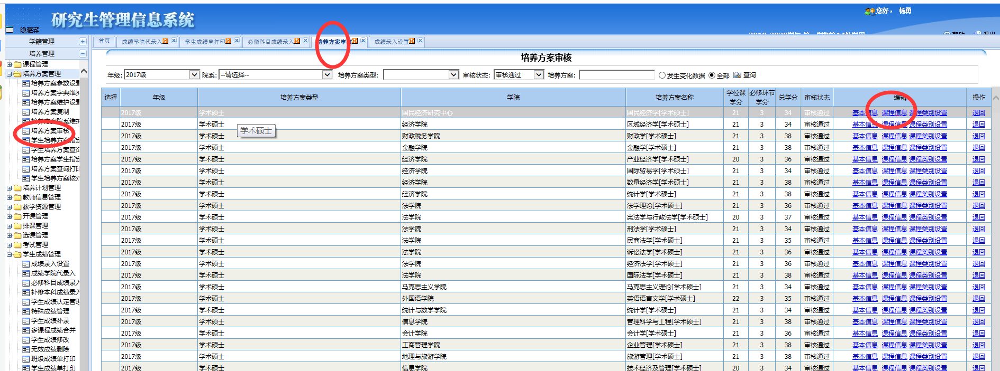 研究生管理信息系统
您好， 杨勇
隐藏菜
帮助 退出
学籍管理
培养管理
课程管理
培养方案管理
培养方案参数设置
培养方案字典维护
培养方案维护设置
培养方案复制
培养方案院系维护
培养方案审核
学生培养方案指定
学生培养方案查询
培养方案学生指定
培养方案查询打印
学生培养方案核对
培养计划管理
教师信息管理
教学资源管理
开课管理
排课管理
选课管理
考试管理
学生成绩管理
成绩录入设置
成绩学院代录入
必修科目成绩录入
补修本科成绩录入
学生成绩认定管理
特殊成绩管理
学生成绩补录
多课程成绩合并
学生成绩修改
无效成绩删除
班级成绩单打印
学生成绩单打印
首页 成绩学院代录入 学生成绩单打印 必修科目成绩录入 培养方案审核 成绩录入设置
培养方案审核
年级: 2017级 院系: --请选择-- 培养方案类型: 审核状态: 审核通过 培养方案: 发生变化数据 全部 查询
选择 年级 培养方案类型 学院 培养方案名称 学位课学分 必修环节学分 总学分 审核状态 编辑 操作
2017级 学术硕士 国民经济研究中心 国民经济学[学术硕士] 21 3 34 审核通过 基本信息 课程信息 课程类别设置 退回
2017级 学术硕士 经济学院 区域经济学[学术硕士] 21 3 34 审核通过 基本信息 课程信息 课程类别设置 退回
学术硕士
2017级 学术硕士 财政税务学院 财政学[学术硕士] 21 3 38 审核通过 基本信息 课程信息 课程类别设置 退回
2017级 学术硕士 金融学院 金融学[学术硕士] 21 3 38 审核通过 基本信息 课程信息 课程类别设置 退回
2017级 学术硕士 经济学院 产业经济学[学术硕士] 20 3 36 审核通过 基本信息 课程信息 课程类别设置 退回
2017级 学术硕士 经济学院 国际贸易学[学术硕士] 21 3 34 审核通过 基本信息 课程信息 课程类别设置 退回
2017级 学术硕士 经济学院 数量经济学[学术硕士] 21 3 38 审核通过 基本信息 课程信息 课程类别设置 退回
2017级 学术硕士 经济学院 统计学[学术硕士] 21 3 38 审核通过 基本信息 课程信息 课程类别设置 退回
2017级 学术硕士 法学院 法学理论[学术硕士] 21 3 36 审核通过 基本信息 课程信息 课程类别设置 退回
2017级 学术硕士 法学院 宪法学与行政法学[学术硕士] 20 3 37 审核通过 基本信息 课程信息 课程类别设置 退回
2017级 学术硕士 法学院 刑法学[学术硕士] 21 3 34 审核通过 基本信息 课程信息 课程类别设置 退回
2017级 学术硕士 法学院 民商法学[学术硕士] 21 3 35 审核通过 基本信息 课程信息 课程类别设置 退回
2017级 学术硕士 法学院 诉讼法学[学术硕士] 21 3 36 审核通过 基本信息 课程信息 课程类别设置 退回
2017级 学术硕士 法学院 经济法学[学术硕士] 21 3 36 审核通过 基本信息 课程信息 课程类别设置 退回
2017级 学术硕士 法学院 国际法学[学术硕士] 21 3 38 审核通过 基本信息 课程信息 课程类别设置 退回
2017级 学术硕士 马克思主义学院 马克思主义理论[学术硕士] 21 3 34 审核通过 基本信息 课程信息 课程类别设置 退回
2017级 学术硕士 外国语学院 英语语言文学[学术硕士] 22 3 35 审核通过 基本信息 课程信息 课程类别设置 退回
2017级 学术硕士 统计与数学学院 统计学[学术硕士] 21 3 34 审核通过 基本信息 课程信息 课程类别设置 退回
2017级 学术硕士 信息学院 管理科学与工程[学术硕士] 21 3 38 审核通过 基本信息 课程信息 课程类别设置 退回
2017级 学术硕士 会计学院 会计学[学术硕士] 21 3 36 审核通过 基本信息 课程信息 课程类别设置 退回
2017级 学术硕士 工商管理学院 企业管理[学术硕士] 21 3 38 审核通过 基本信息 课程信息 课程类别设置 退回
2017级 学术硕士 地理与旅游学院 旅游管理[学术硕士] 21 3 38 审核通过 基本信息 课程信息 课程类别设置 退回
2017级 学术硕士 信息学院 技术经济及管理[学术硕士] 20 3 34 审核通过 基本信息 课程信息 课程类别设置 退回